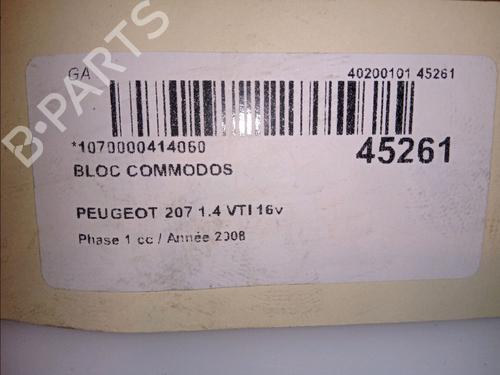 GA 40200101 45261
*1070000414060 45261
BLOC COMMODOS
PEUGEOT 207 1.4 VTI 16v
Phase 1 cc / Année 2008
B-PARTS